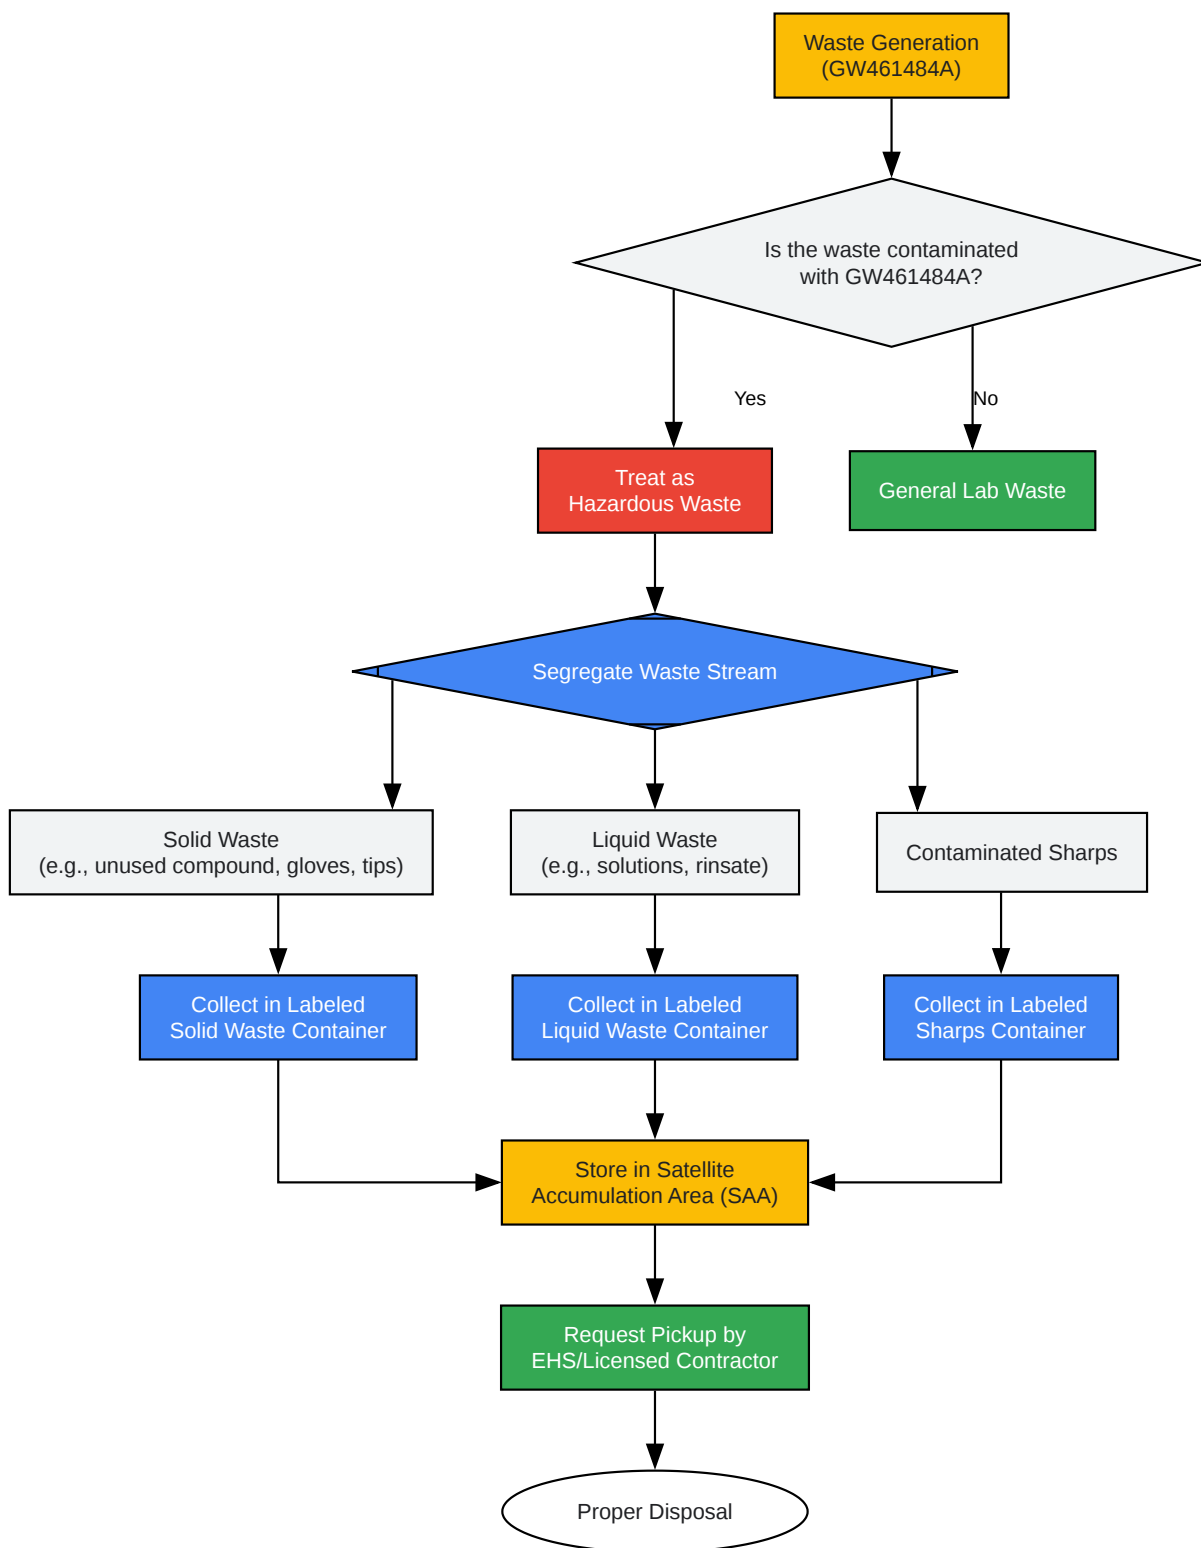 Waste Generation
(GW461484A)
Is the waste contaminated
with GW461484A?
Yes
No
Treat as
Hazardous Waste
General Lab Waste
Segregate Waste Stream
Solid Waste
(e.g., unused compound, gloves, tips)
Liquid Waste
(e.g., solutions, rinsate)
Contaminated Sharps
Collect in Labeled
Solid Waste Container
Collect in Labeled
Liquid Waste Container
Collect in Labeled
Sharps Container
Store in Satellite
Accumulation Area (SAA)
Request Pickup by
EHS/Licensed Contractor
Proper Disposal